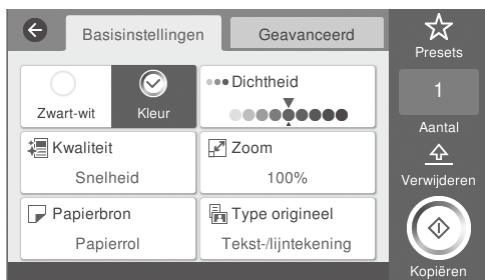 Basisinstellingen
Geavanceerd
Presets
Zwart-wit
Kleur
Dichtheid
1
Aantal
Kwaliteit
Snelheid
Zoom
100%
Verwijderen
Papierbron
Papierrol
Type origineel
Tekst-/lijntekening
Kopiëren